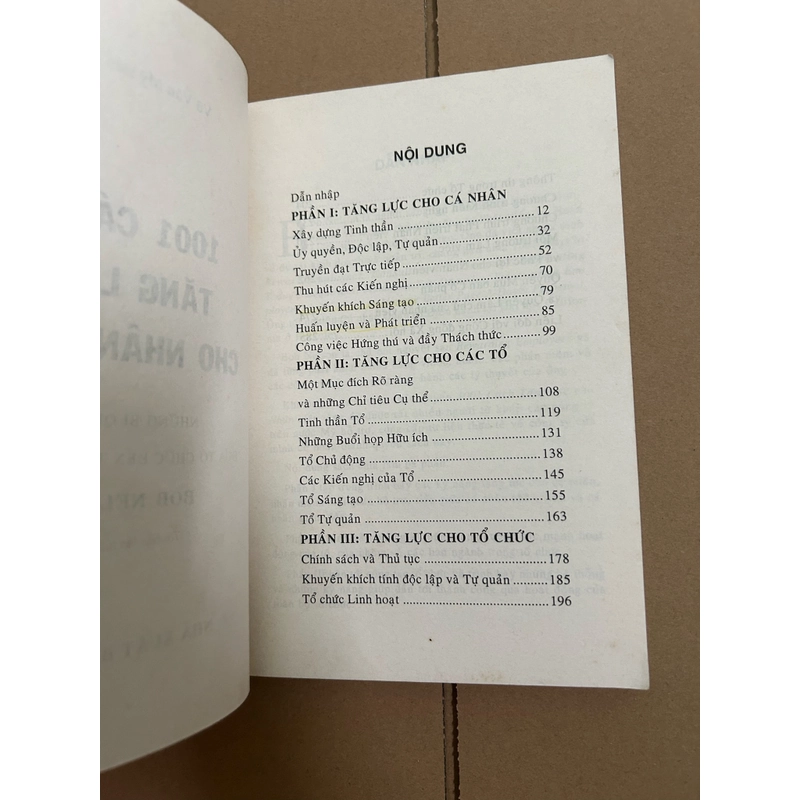 NỘI DUNG
Dẫn nhập
PHẦN I: TĂNG LỰC CHO CÁ NHÂN
Xây dựng Tinh thần ........ 12
Ủy quyền, Độc lập, Tự quản ........ 32
Truyền đạt Trực tiếp ........ 52
Thu hút các Kiến nghị ........ 70
Khuyến khích Sáng tạo ........ 79
Huấn luyện và Phát triển ........ 85
Công việc Hứng thú và đầy Thách thức ........ 99
PHẦN II: TĂNG LỰC CHO CÁC TỔ
Một Mục đích Rõ ràng
và những Chỉ tiêu Cụ thể ........ 108
Tinh thần Tổ ........ 119
Những Buổi họp Hữu ích ........ 131
Tổ Chủ động ........ 138
Các Kiến nghị của Tổ ........ 145
Tổ Sáng tạo ........ 155
Tổ Tự quản ........ 163
PHẦN III: TĂNG LỰC CHO TỔ CHỨC
Chính sách và Thủ tục ........ 178
Khuyến khích tính độc lập và Tự quản ........ 185
Tổ chức Linh hoạt ........ 196